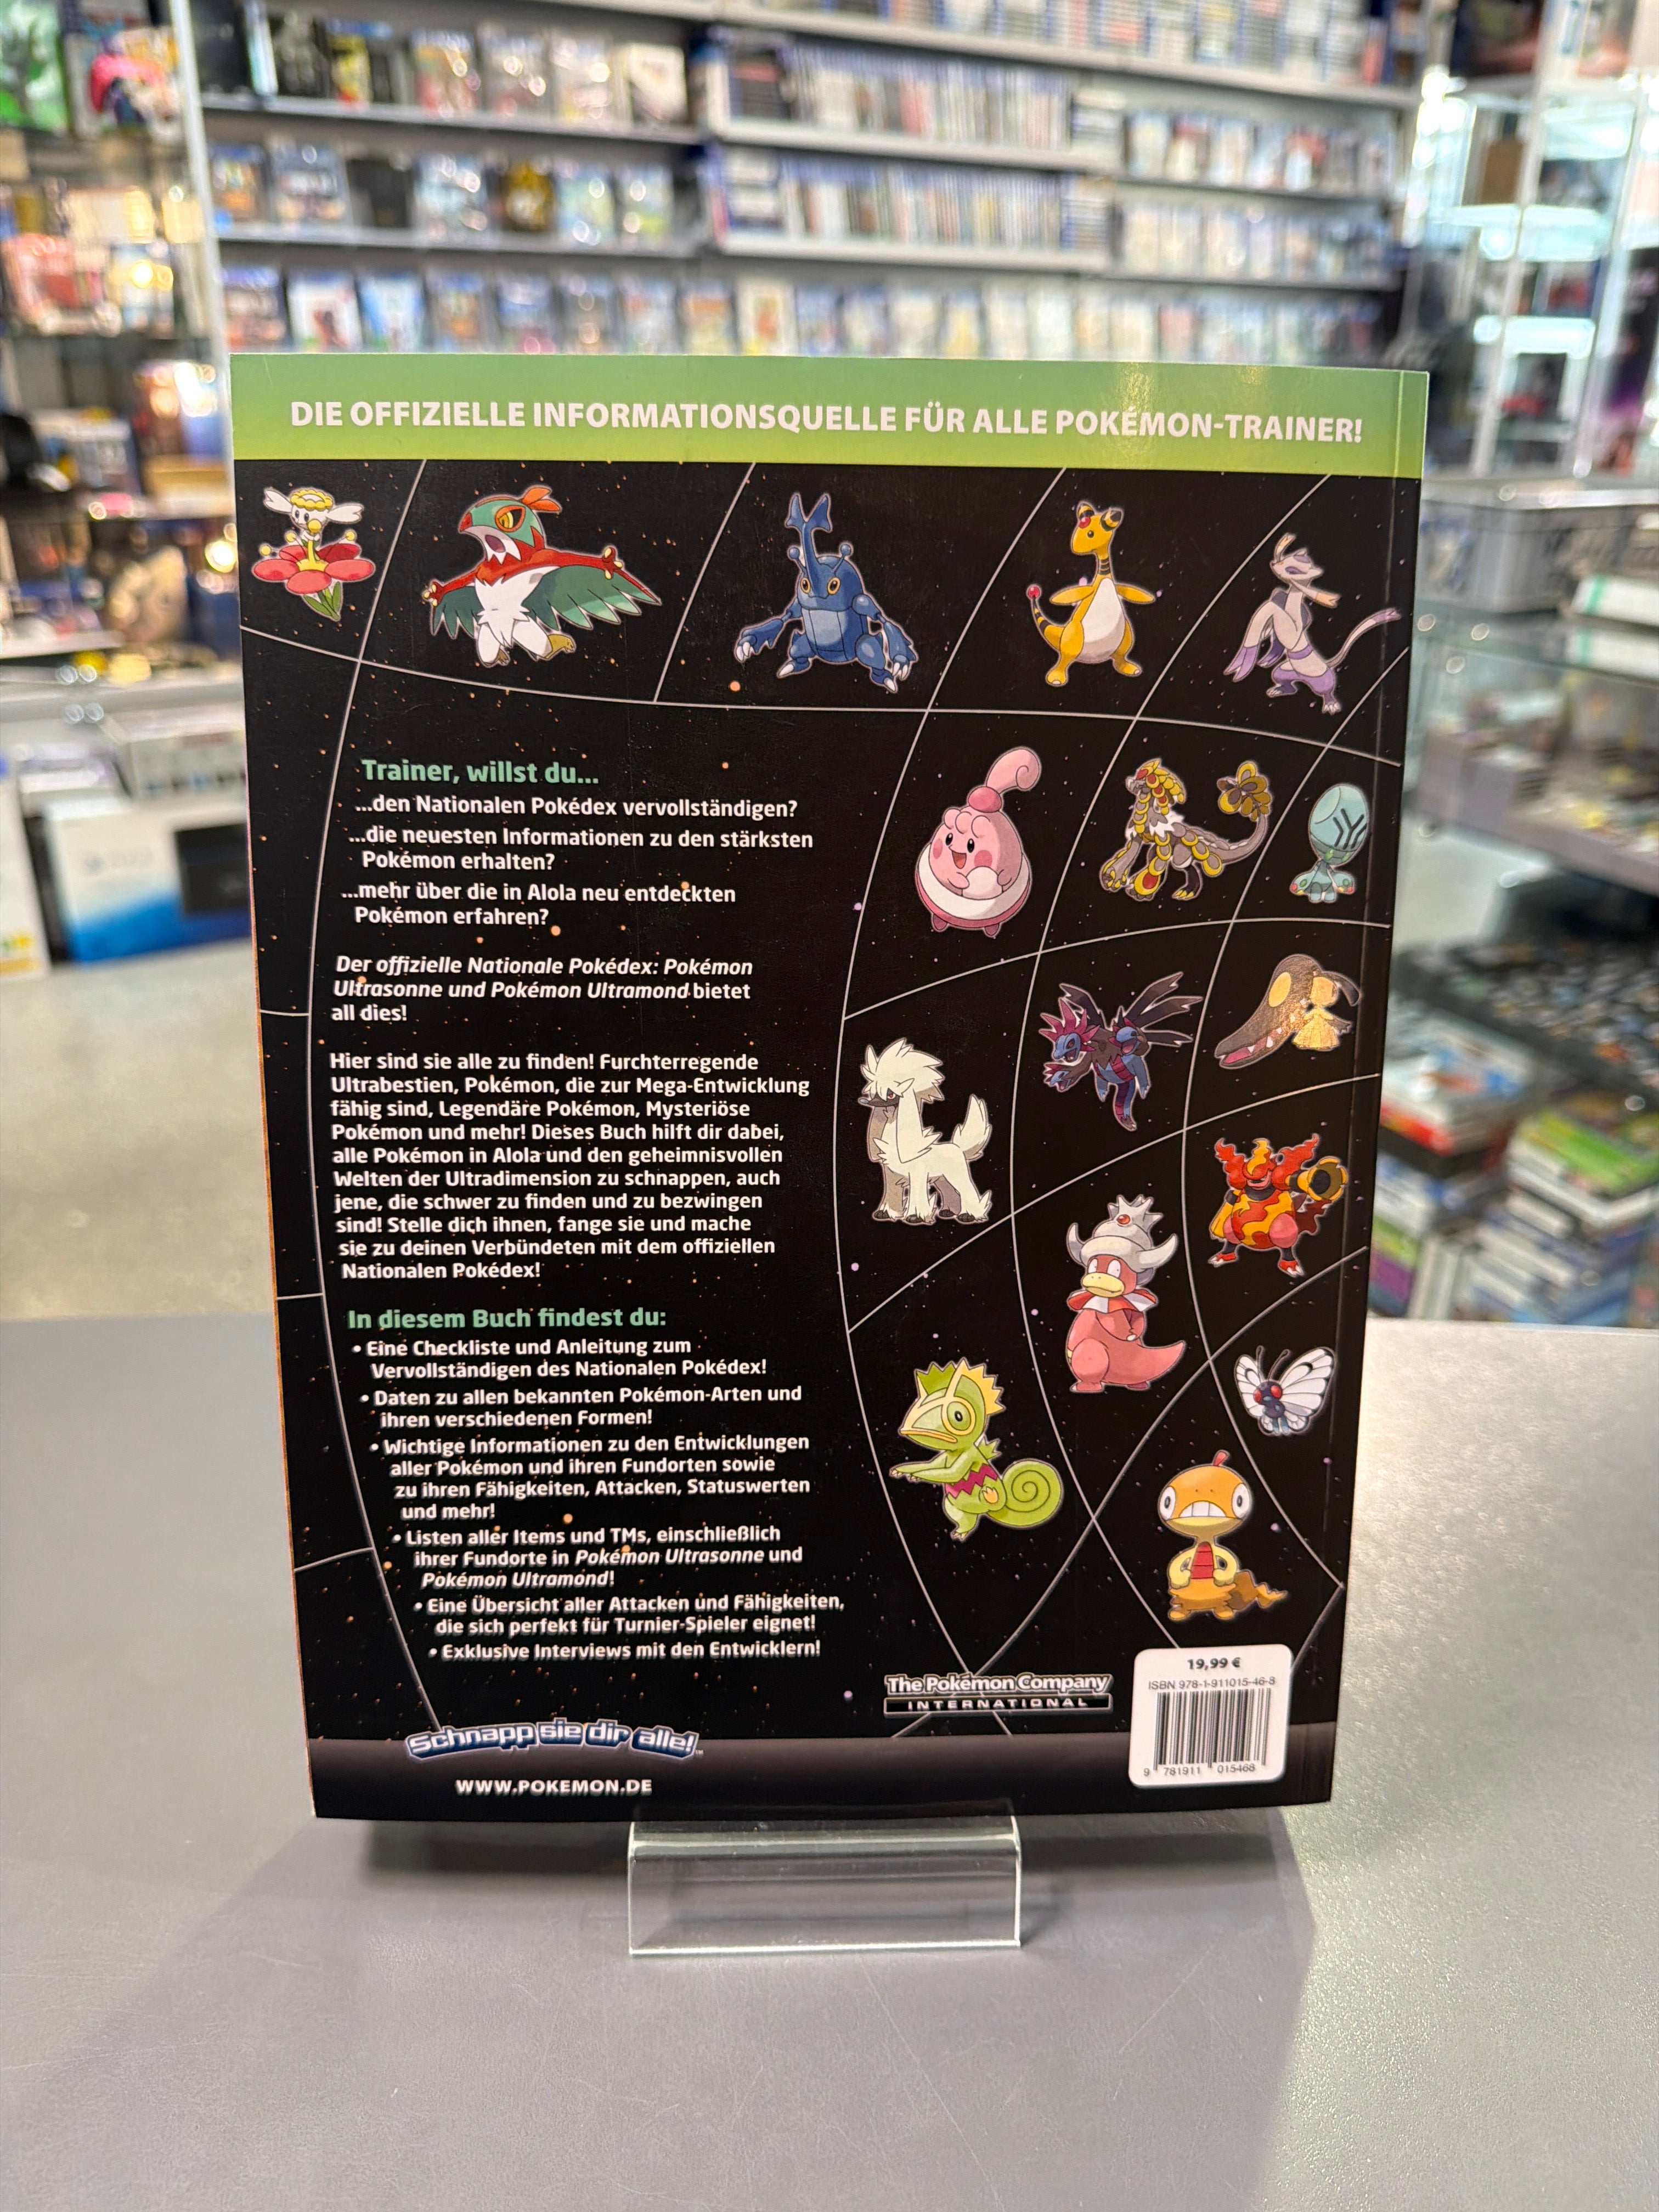 DIE OFFIZIELLE INFORMATIONSQUELLE FÜR ALLE POKÉMON-TRAINER!
Trainer, willst du...
...den Nationalen Pokédex vervollständigen?
...die neuesten Informationen zu den stärksten
Pokémon erhalten?
...mehr über die in Alola neu entdeckten
Pokémon erfahren?
Der offizielle Nationale Pokédex: Pokémon
Ultrasonne und Pokémon Ultramond bietet
all dies!
Hier sind sie alle zu finden! Furchterregende
Ultrabestien, Pokémon, die zur Mega-Entwicklung
fähig sind, Legendäre Pokémon, Mysteriöse
Pokémon und mehr! Dieses Buch hilft dir dabei,
alle Pokémon in Alola und den geheimnisvollen
Welten der Ultradimension zu schnappen, auch
jene, die schwer zu finden und zu bezwingen
sind! Stelle dich ihnen, fange sie und mache
sie zu deinen Verbündeten mit dem offiziellen
Nationalen Pokédex!
In diesem Buch findest du:
• Eine Checkliste und Anleitung zum
Vervollständigen des Nationalen Pokédex!
• Daten zu allen bekannten Pokémon-Arten und
ihren verschiedenen Formen!
• Wichtige Informationen zu den Entwicklungen
aller Pokémon und ihren Fundorten sowie
zu ihren Fähigkeiten, Attacken, Statuswerten
und mehr!
• Listen aller Items und TMs, einschließlich
ihrer Fundorte in Pokémon Ultrasonne und
Pokémon Ultramond!
• Eine Übersicht aller Attacken und Fähigkeiten,
die sich perfekt für Turnier-Spieler eignet!
• Exklusive Interviews mit den Entwicklern!
The Pokémon Company
INTERNATIONAL
19,99 €
ISBN 978-1-911015-46-8
9 781911 015468
Schnapp sie dir alle!™
WWW.POKEMON.DE